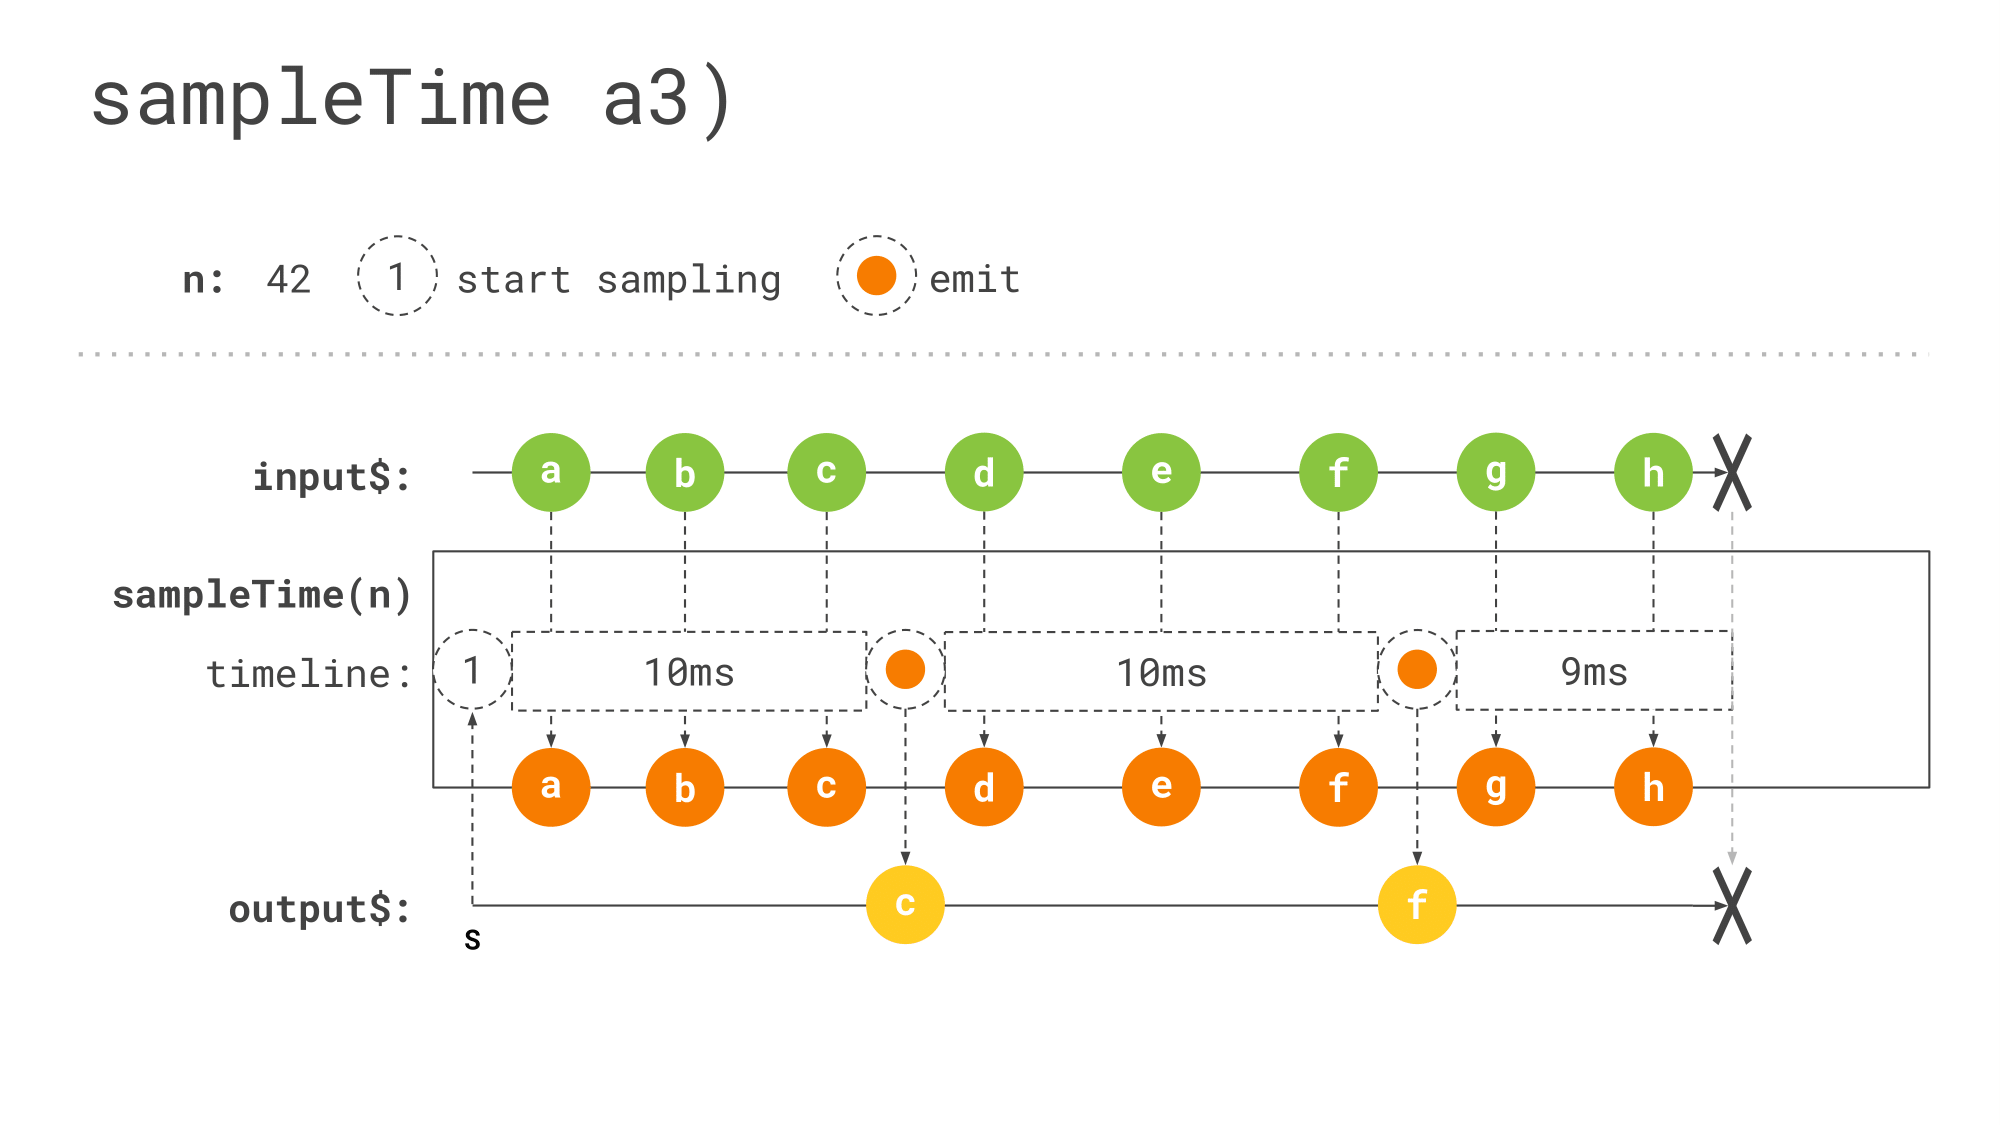 sampleTime a3)
n: 42 1 start sampling emit
input$: a b c d e f g h X
sampleTime(n)
timeline: 1 10ms 10ms 9ms
a b c d e f g h
output$: c f X
s